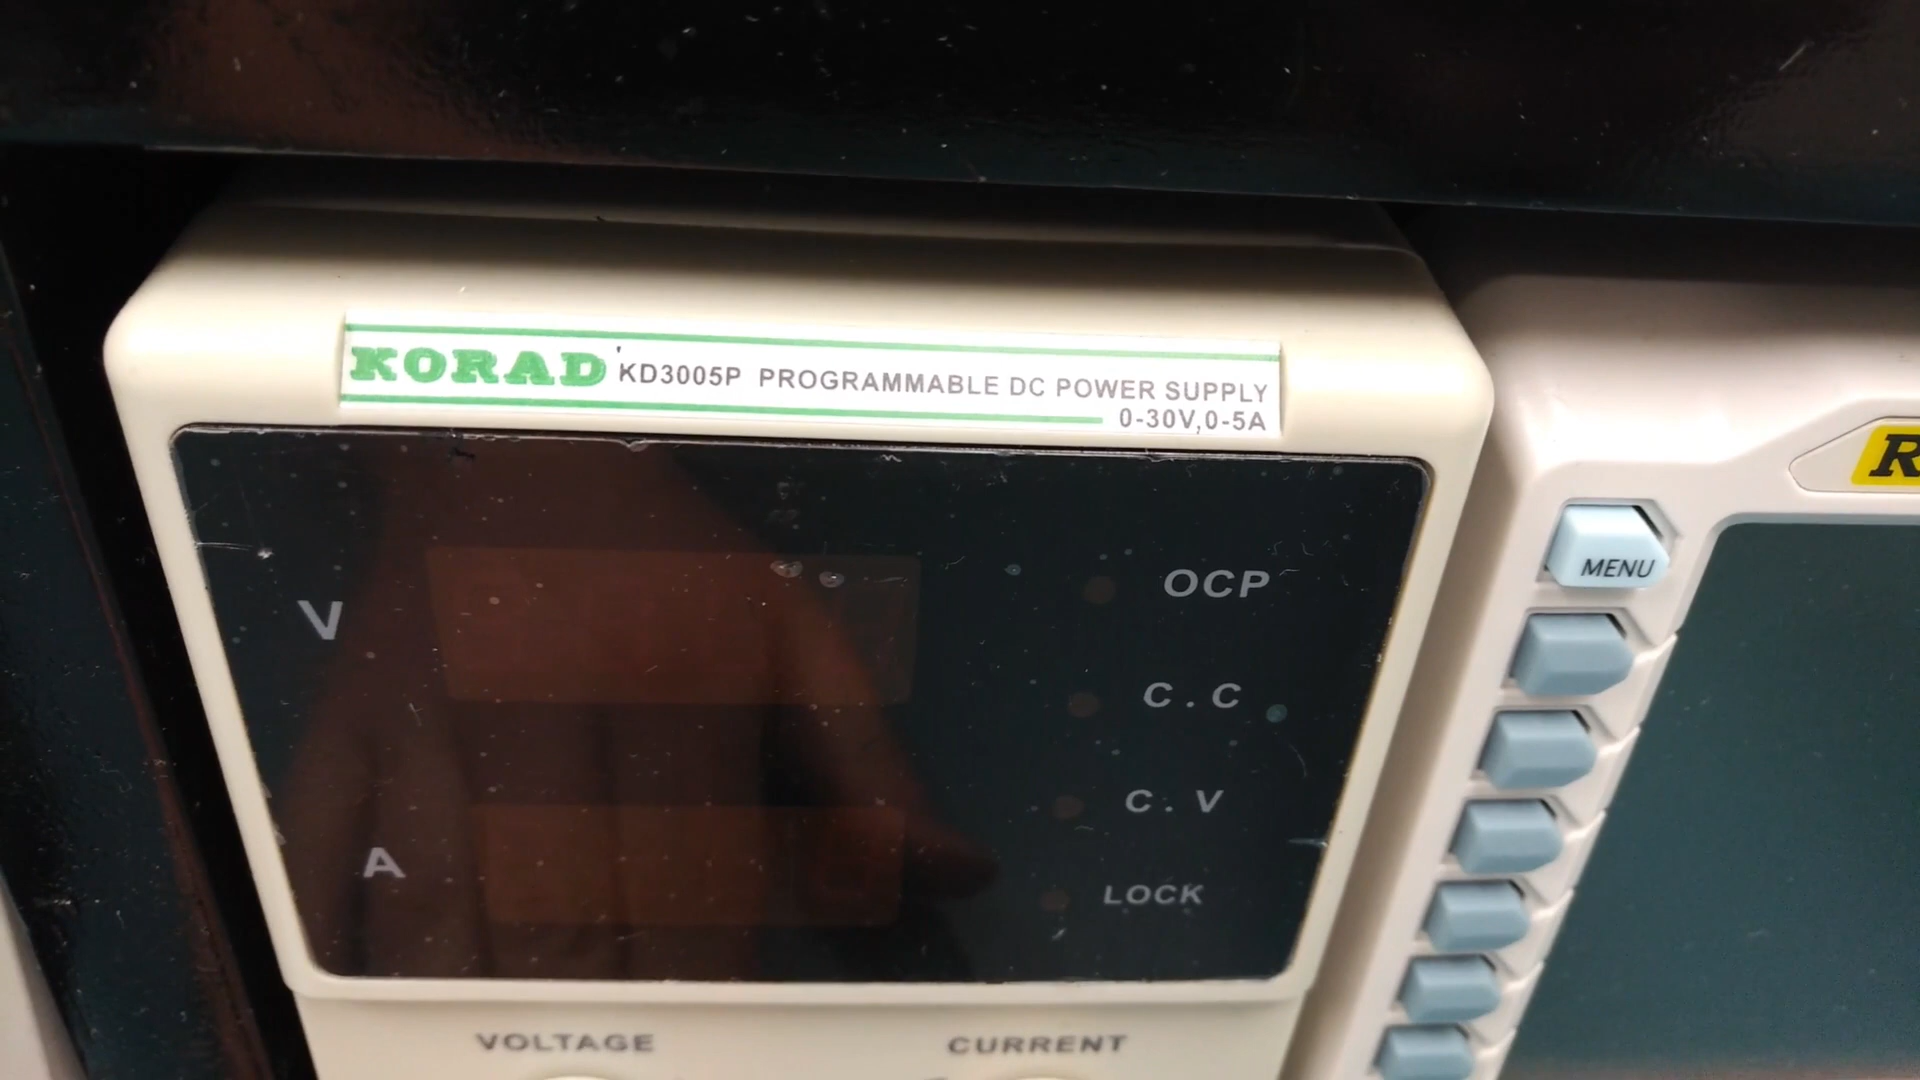 KORAD KD3005P PROGRAMMABLE DC POWER SUPPLY
0-30V,0-5A
V
A
OCP
C.C
C.V
LOCK
VOLTAGE
CURRENT
MENU
R